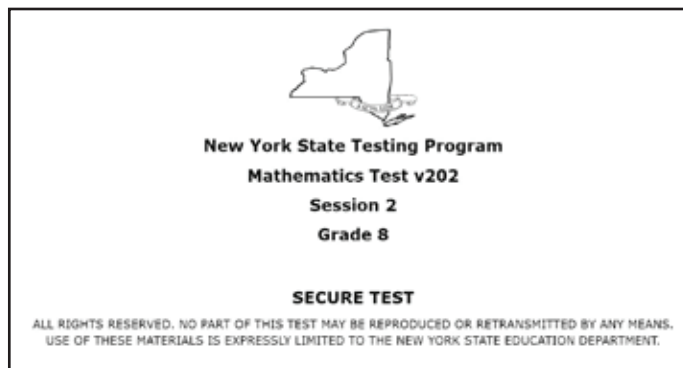 New York State Testing Program
Mathematics Test v202
Session 2
Grade 8
SECURE TEST
ALL RIGHTS RESERVED. NO PART OF THIS TEST MAY BE REPRODUCED OR RETRANSMITTED BY ANY MEANS.
USE OF THESE MATERIALS IS EXPRESSLY LIMITED TO THE NEW YORK STATE EDUCATION DEPARTMENT.